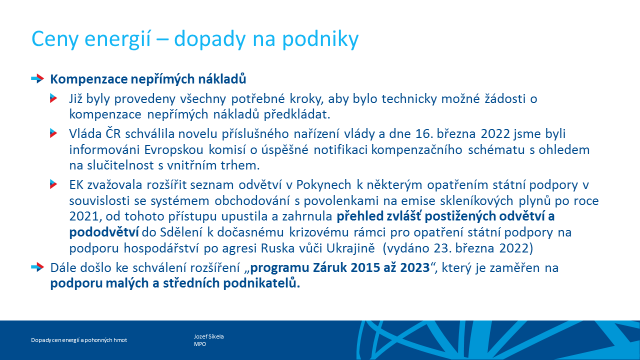 Ceny energií – dopady na podniky
Kompenzace nepřímých nákladů
Již byly provedeny všechny potřebné kroky, aby bylo technicky možné žádosti o
kompenzace nepřímých nákladů předkládat.
Vláda ČR schválila novelu příslušného nařízení vlády a dne 16. března 2022 jsme byli
informováni Evropskou komisí o úspěšné notifikaci kompenzačního schématu s ohledem
na slučitelnost s vnitřním trhem.
EK zvažovala rozšířit seznam odvětví v Pokynech k některým opatřením státní podpory v
souvislosti se systémem obchodování s povolenkami na emise skleníkových plynů po roce
2021, od tohoto přístupu upustila a zahrnula přehled zvlášť postižených odvětví a
pododvětví do Sdělení k dočasnému krizovému rámci pro opatření státní podpory na
podporu hospodářství po agresi Ruska vůči Ukrajině (vydáno 23. března 2022)
Dále došlo ke schválení rozšíření „programu Záruk 2015 až 2023“, který je zaměřen na
podporu malých a středních podnikatelů.
Dopady cen energií a pohonných hmot
Jozef Síkela
MPO